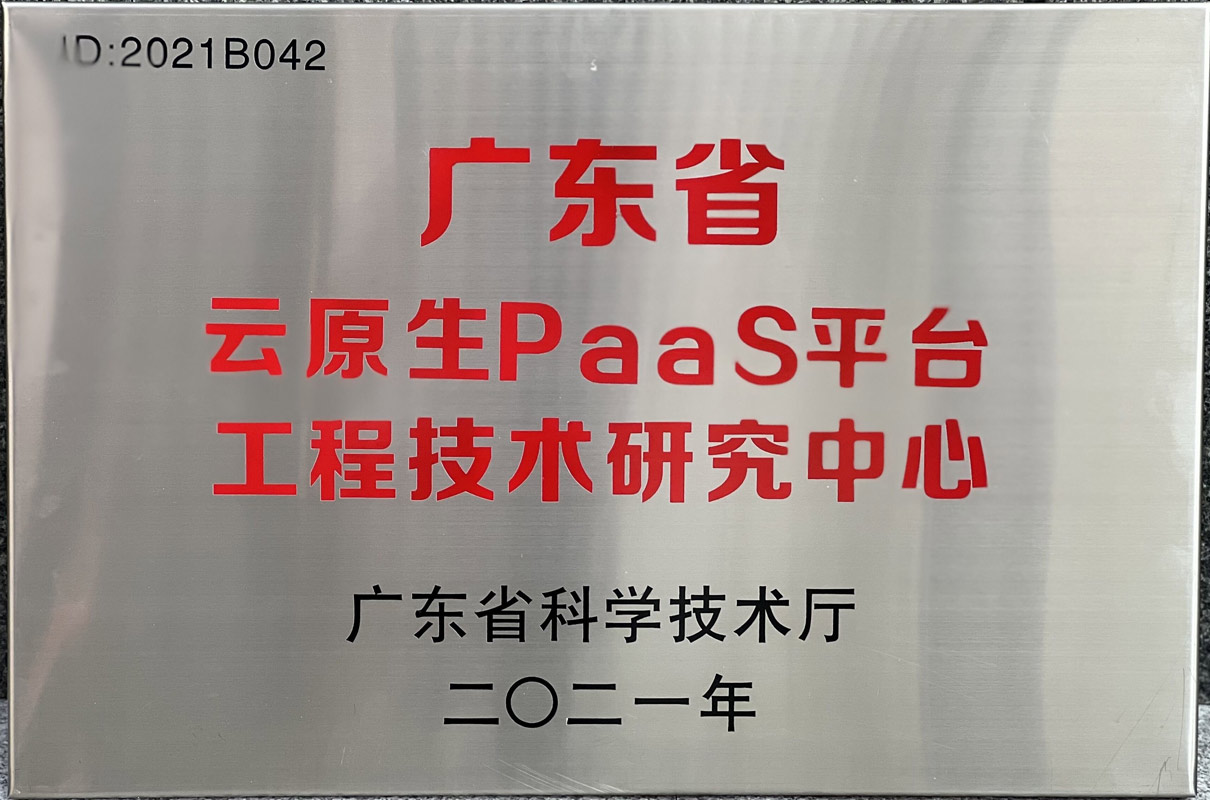 ID:2021B042
广东省
云原生PaaS平台
工程技术研究中心
广东省科学技术厅
二〇二一年